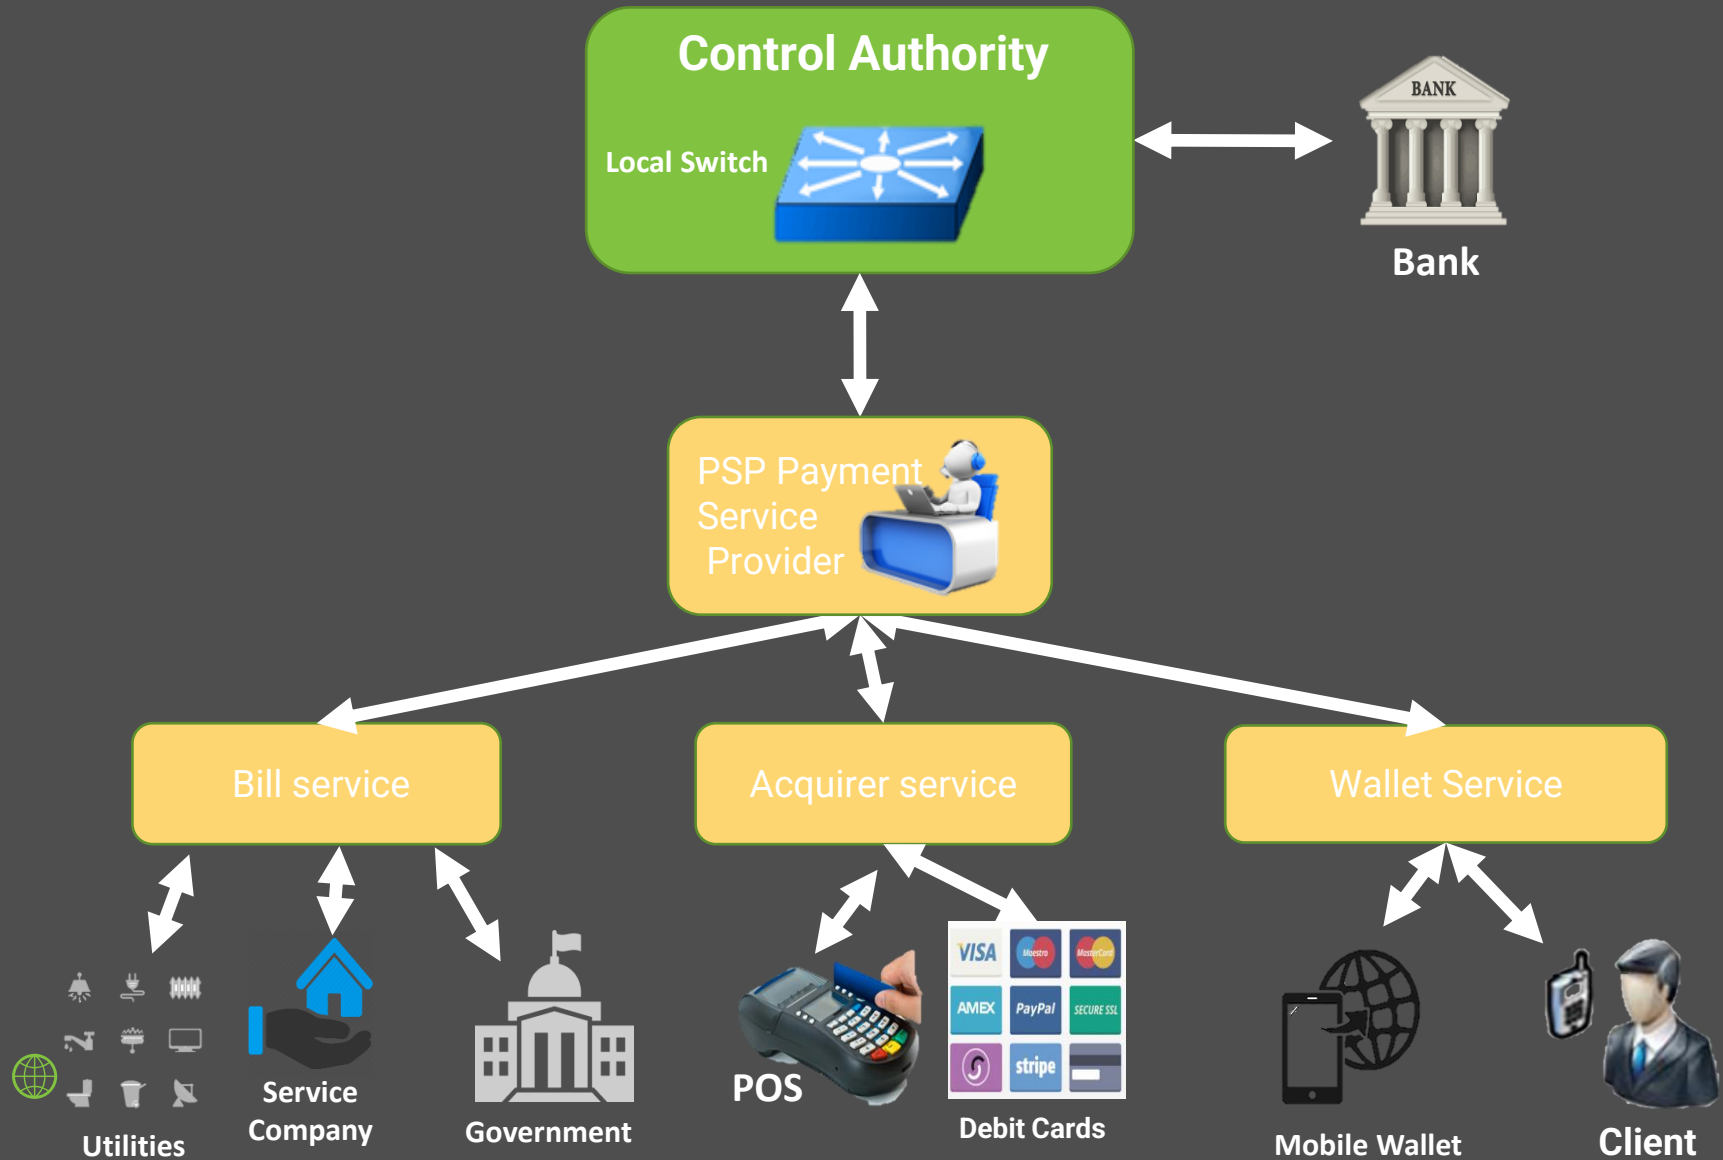 Control Authority
Local Switch
BANK
Bank
PSP Payment
Service
Provider
Bill service
Acquirer service
Wallet Service
VISA
Maestro
MasterCard
AMEX
PayPal
SECURE SSL
stripe
Utilities
Service
Company
Government
POS
Debit Cards
Mobile Wallet
Client